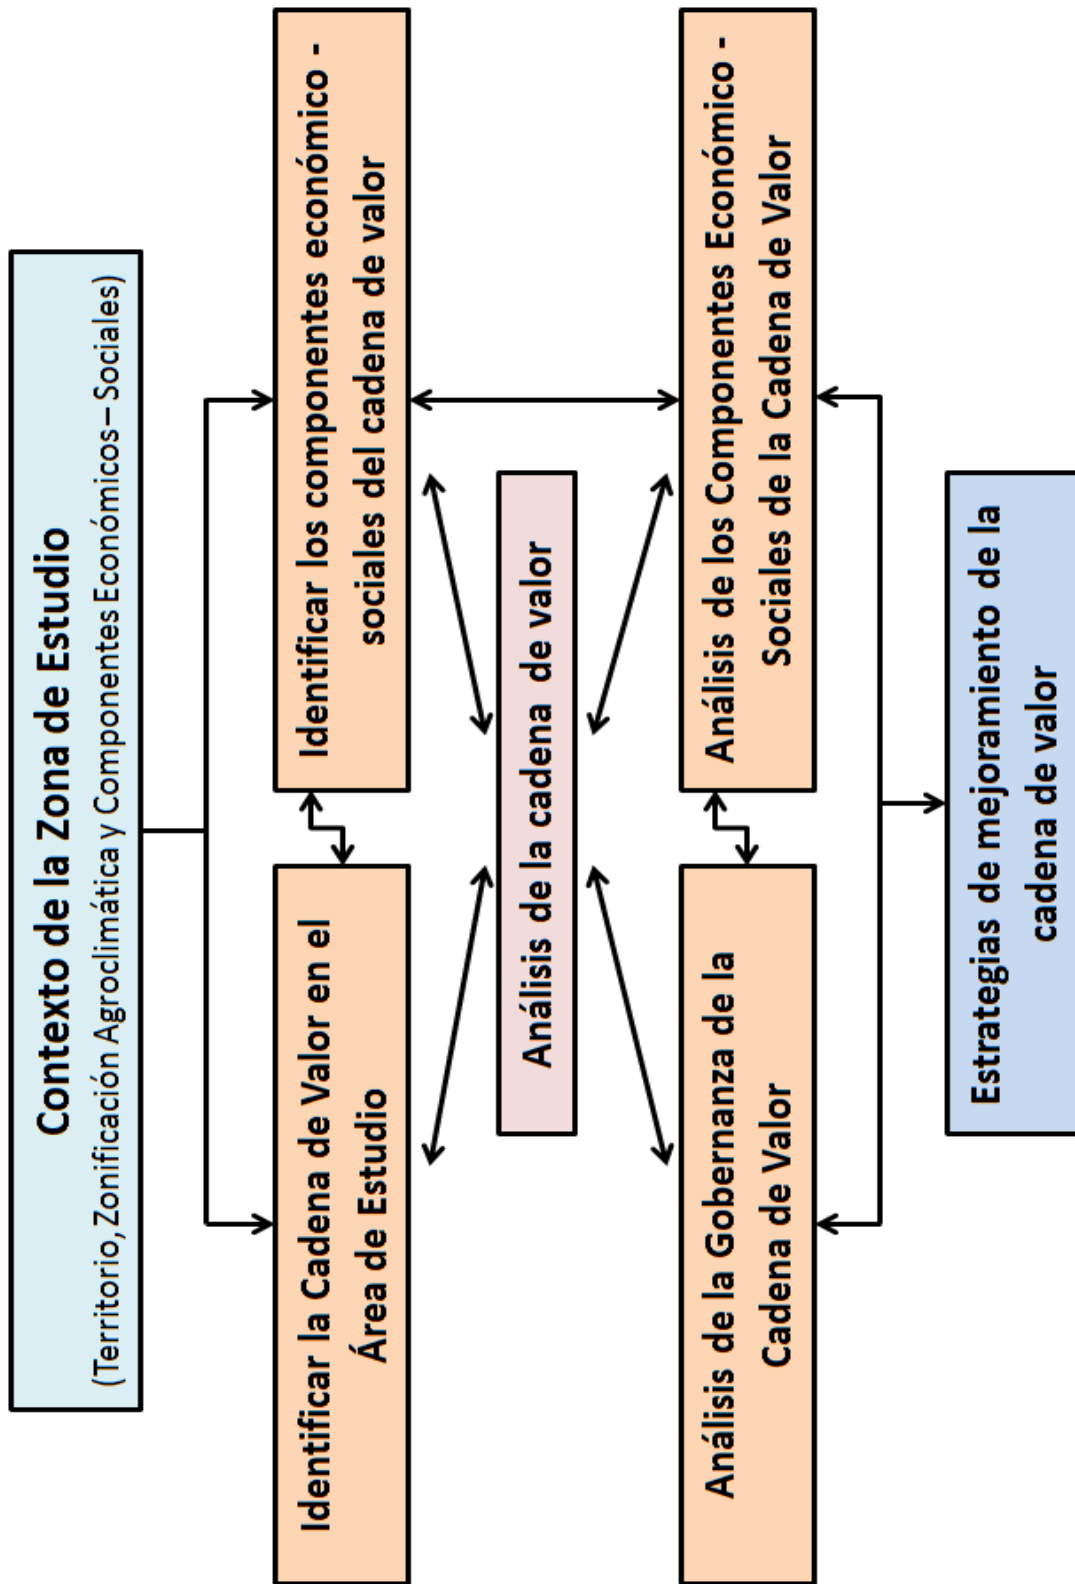 Contexto de la Zona de Estudio
(Territorio, Zonificación Agroclimática y Componentes Económicos – Sociales)
Identificar la Cadena de Valor en el
Área de Estudio
Identificar los componentes económico -
sociales del cadena de valor
Análisis de la cadena de valor
Análisis de la Gobernanza de la
Cadena de Valor
Análisis de los Componentes Económico -
Sociales de la Cadena de Valor
Estrategias de mejoramiento de la
cadena de valor